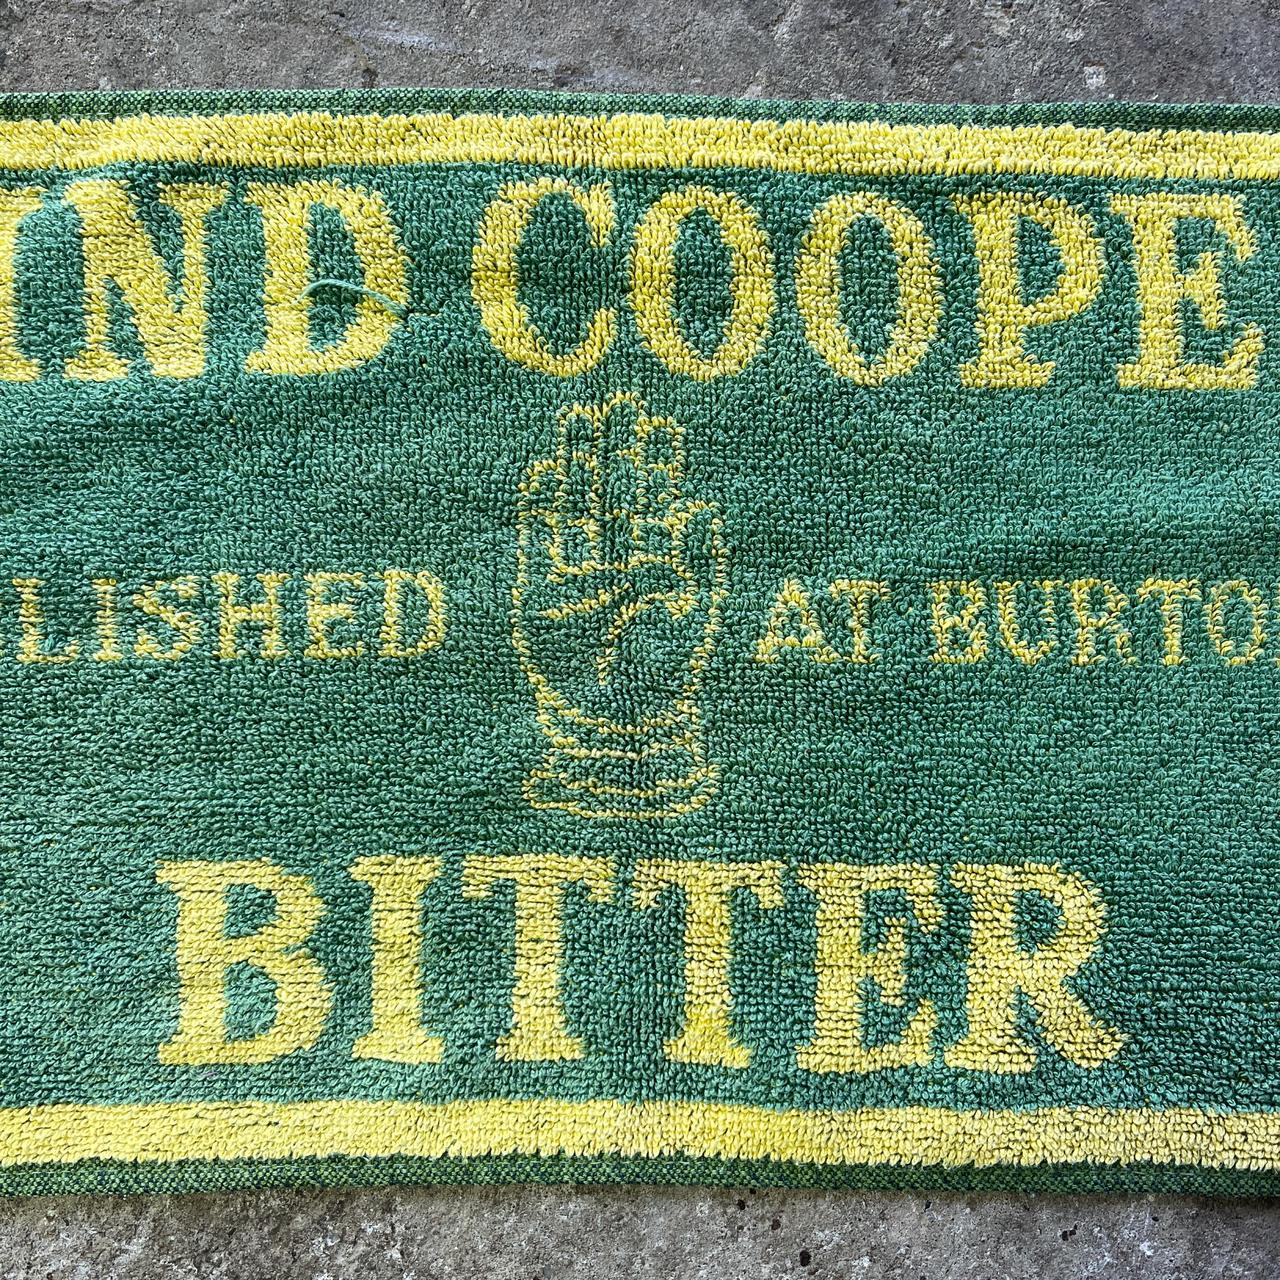 IND COOPE
LISHED AT BURTO
BITTER